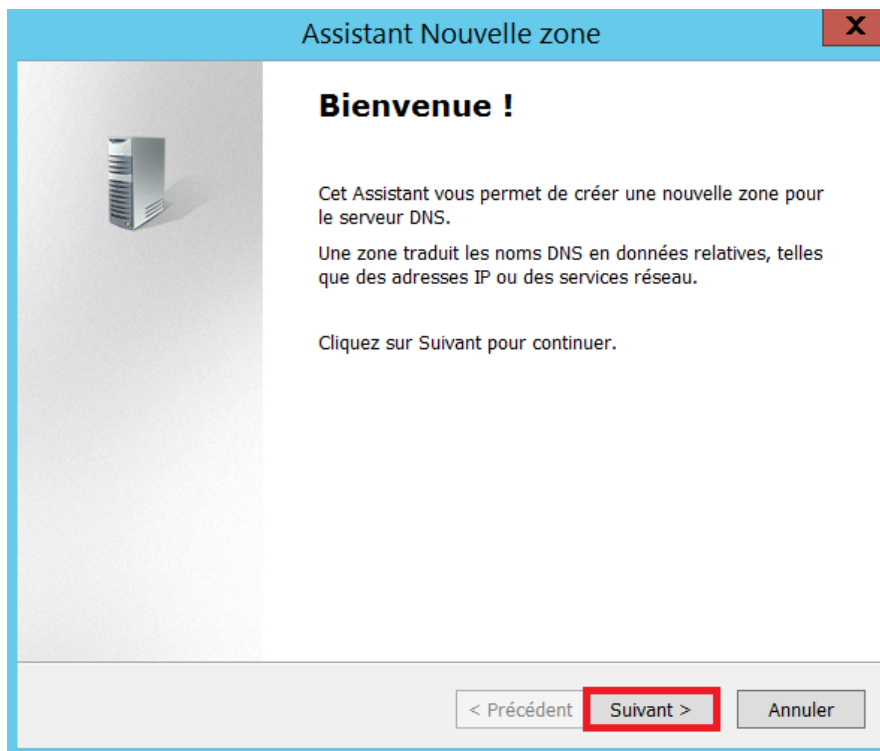 Assistant Nouvelle zone
X
Bienvenue !
Cet Assistant vous permet de créer une nouvelle zone pour
le serveur DNS.
Une zone traduit les noms DNS en données relatives, telles
que des adresses IP ou des services réseau.
Cliquez sur Suivant pour continuer.
< Précédent Suivant > Annuler